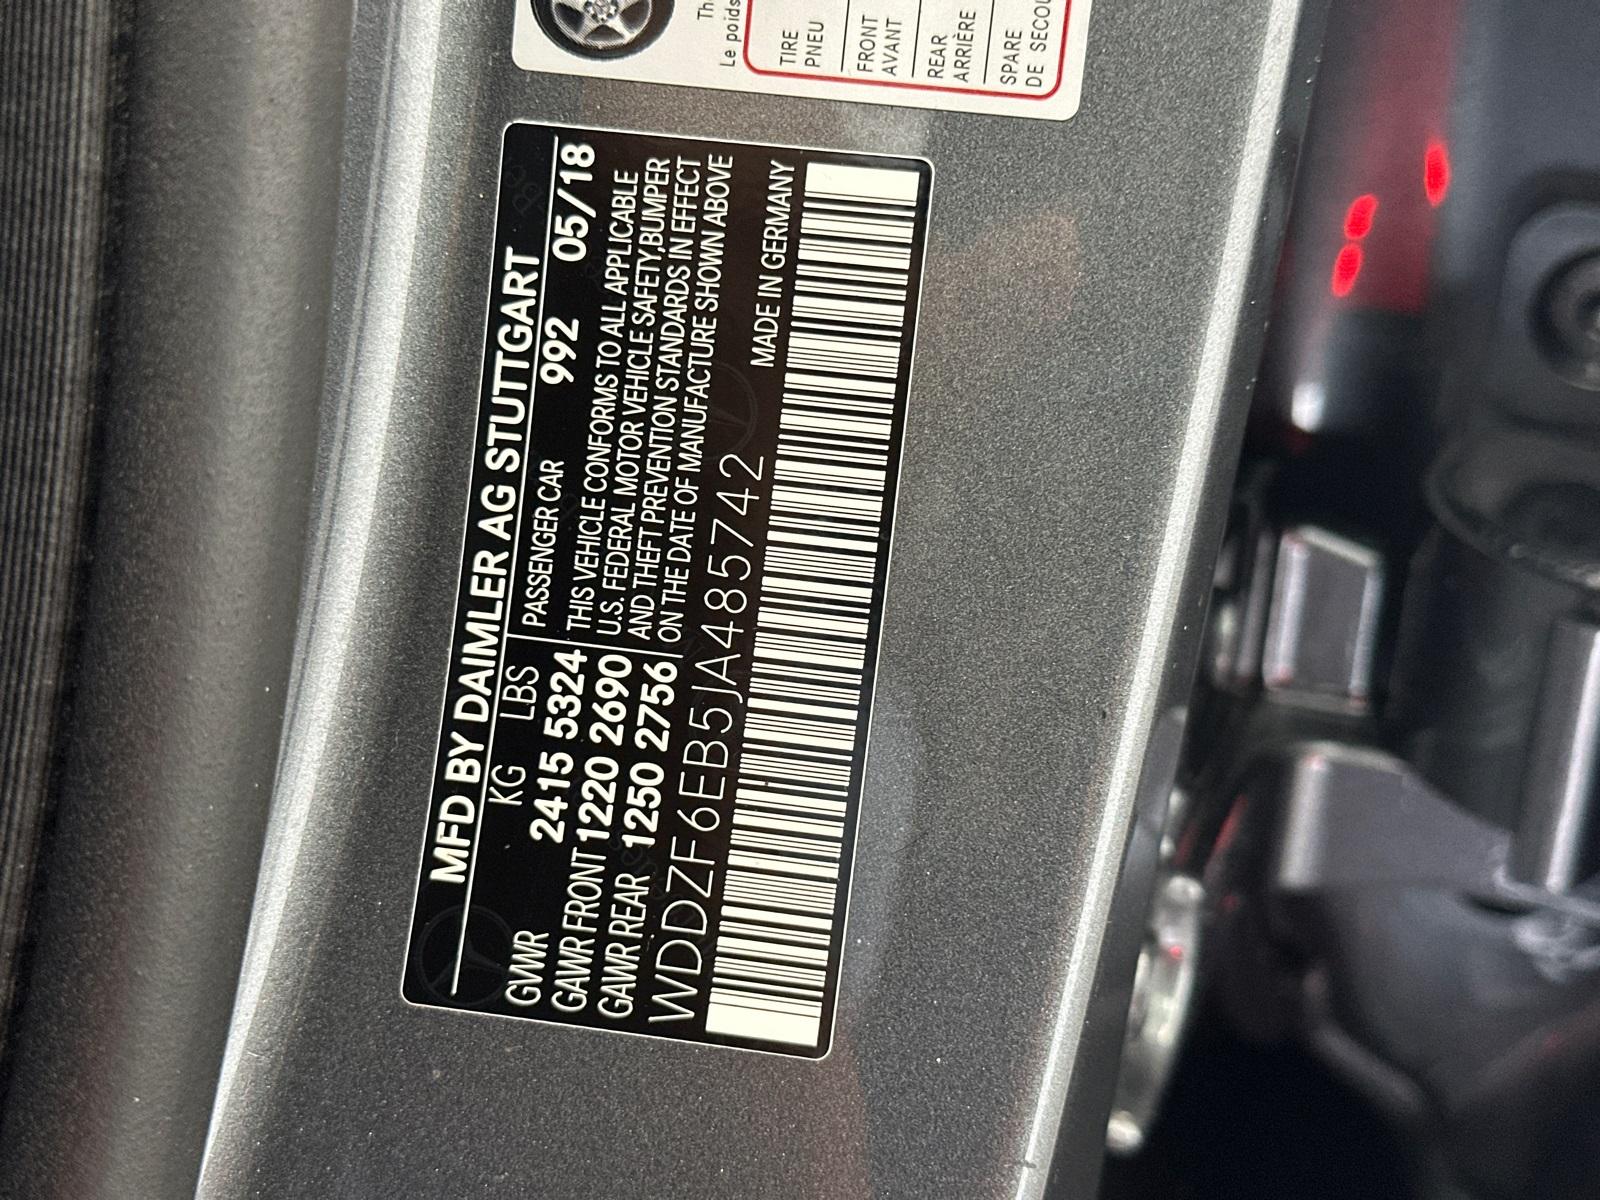 MFD BY DAIMLER AG STUTTGART
KG LBS
PASSENGER CAR 992 05/18
GVWR 2415 5324
GAWR FRONT 1220 2690
GAWR REAR 1250 2756
THIS VEHICLE CONFORMS TO ALL APPLICABLE
U.S. FEDERAL MOTOR VEHICLE SAFETY,BUMPER
AND THEFT PREVENTION STANDARDS IN EFFECT
ON THE DATE OF MANUFACTURE SHOWN ABOVE
WDDZF6EB5JA485742
MADE IN GERMANY
Le poids
TIRE
PNEU
FRONT
AVANT
REAR
ARRIÈRE
SPARE
DE